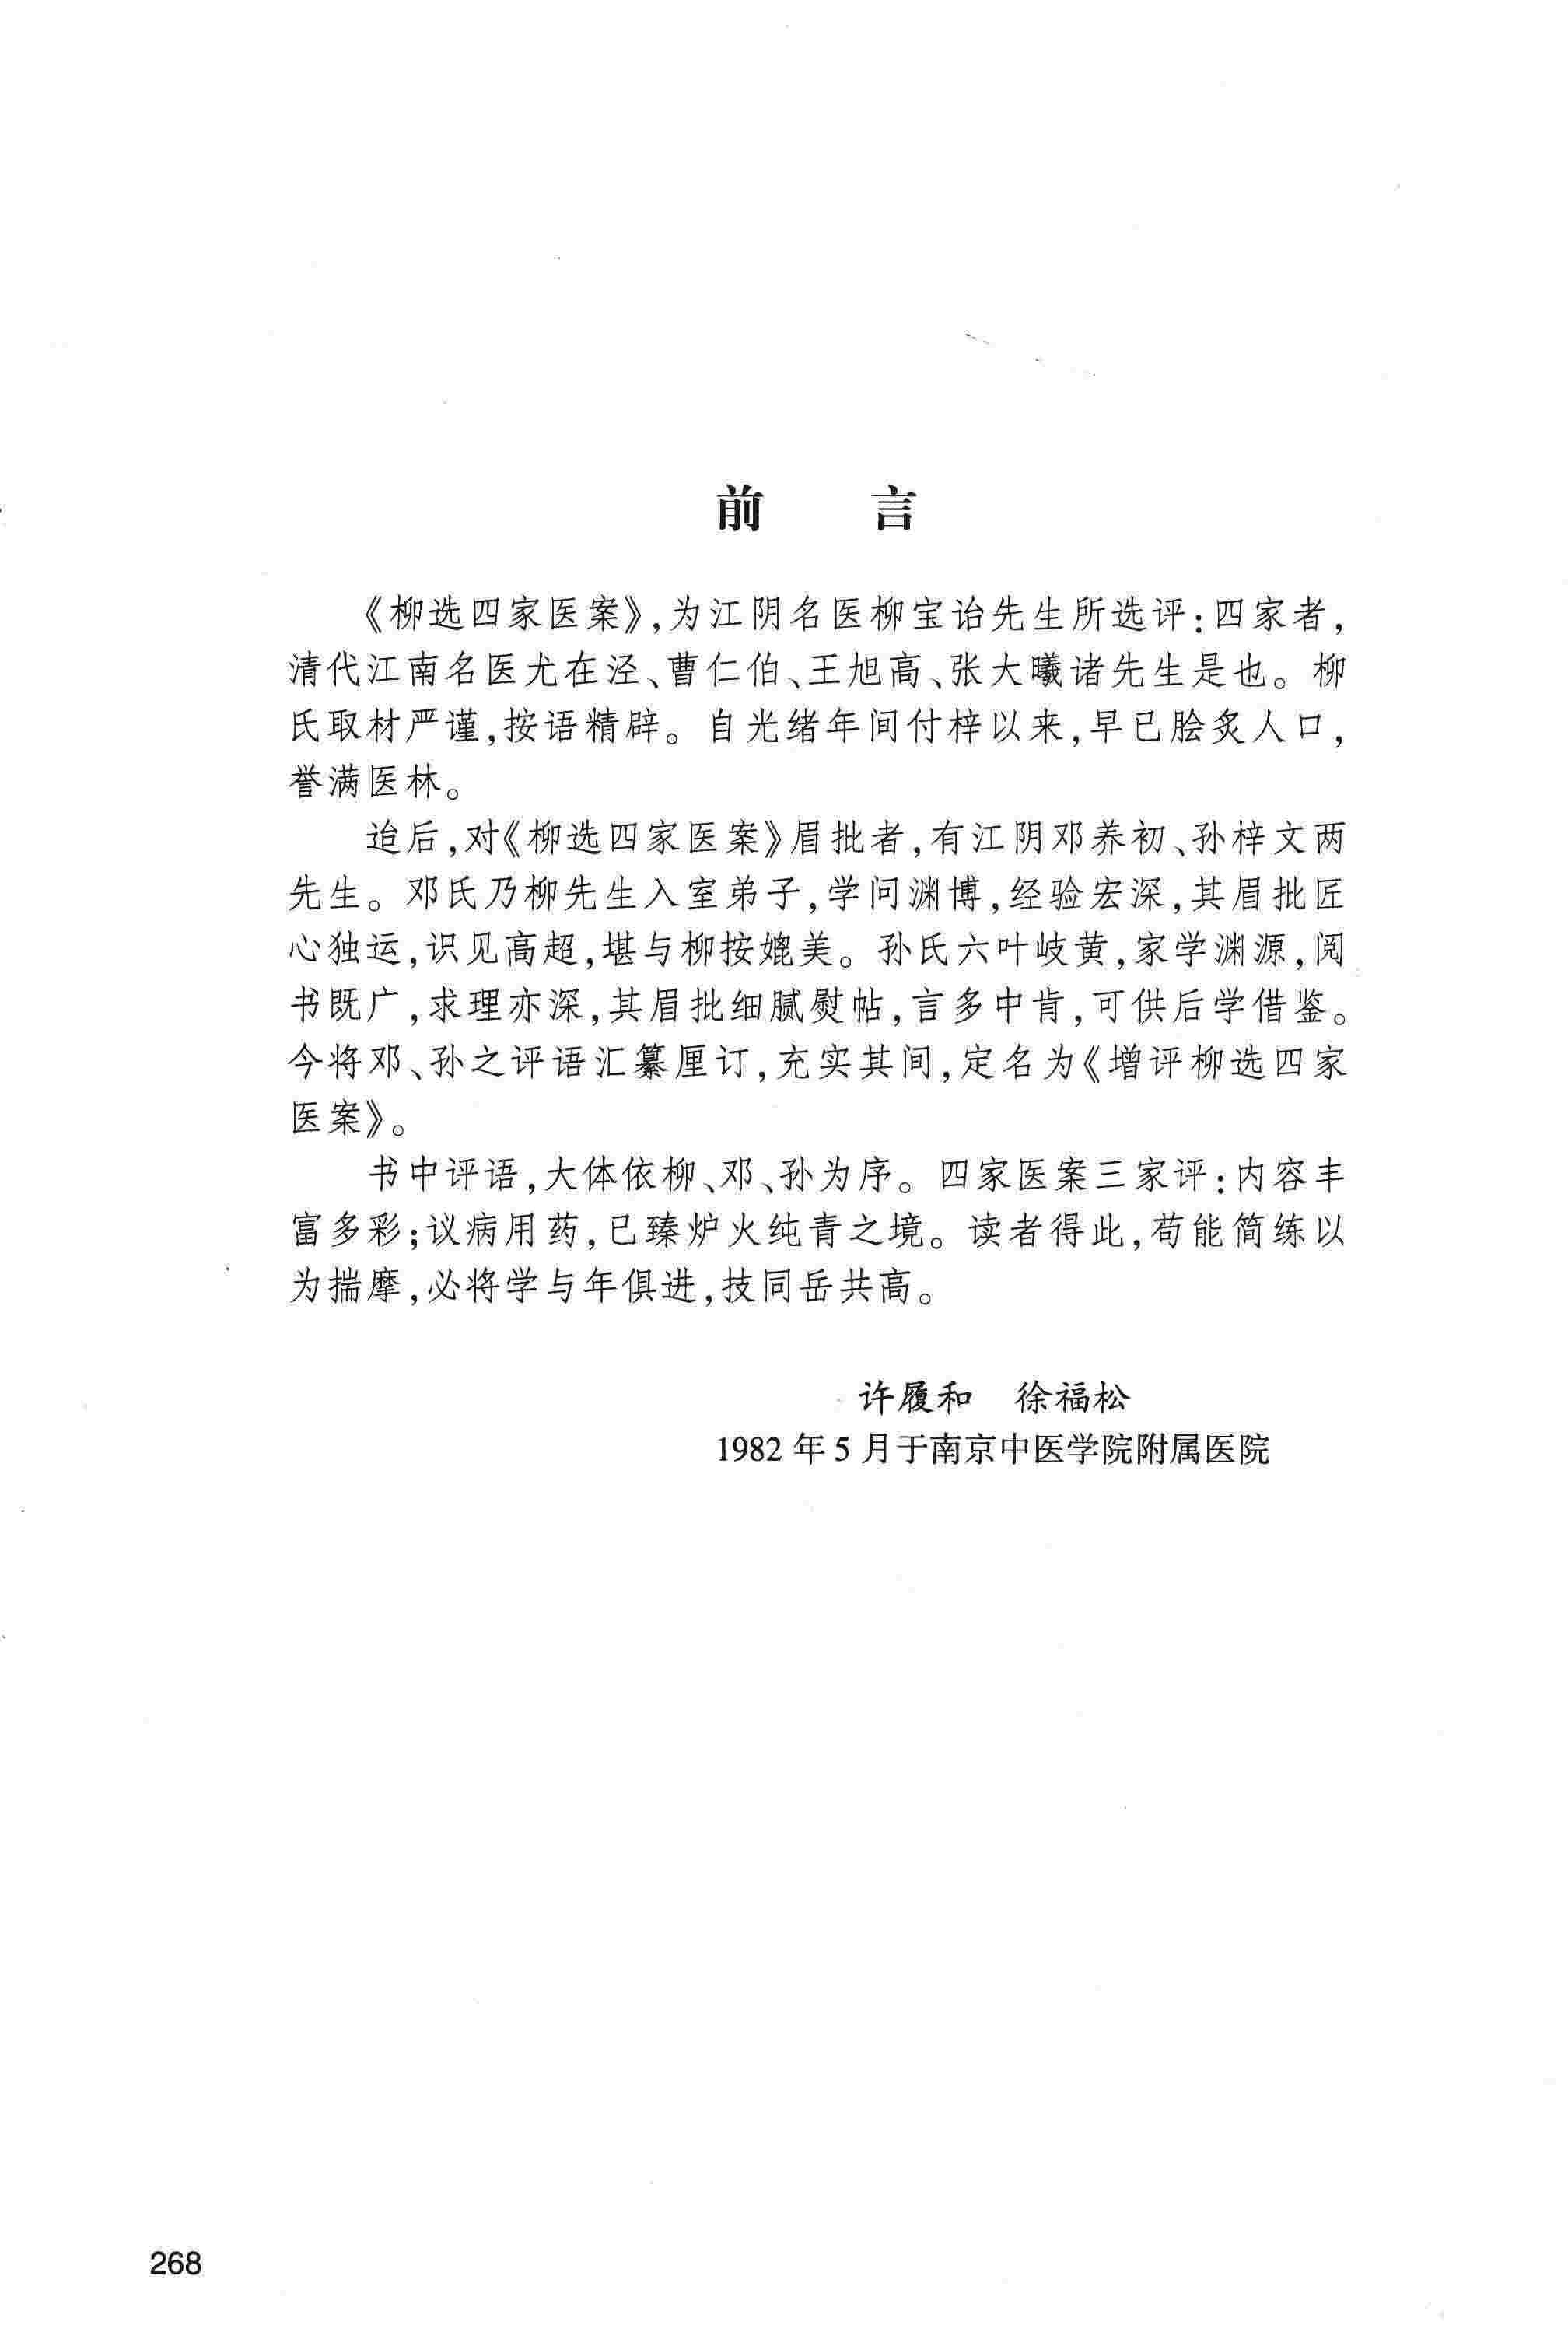 前 言
《柳选四家医案》,为江阴名医柳宝诒先生所选评:四家者,
清代江南名医尤在泾、曹仁伯、王旭高、张大曦诸先生是也。柳
氏取材严谨,按语精辟。自光绪年间付梓以来,早已脍炙人口,
誉满医林。
迨后,对《柳选四家医案》眉批者,有江阴邓养初、孙梓文两
先生。邓氏乃柳先生入室弟子,学问渊博,经验宏深,其眉批匠
心独运,识见高超,堪与柳按媲美。孙氏六叶岐黄,家学渊源,阅
书既广,求理亦深,其眉批细腻熨帖,言多中肯,可供后学借鉴。
今将邓、孙之评语汇纂厘订,充实其间,定名为《增评柳选四家
医案》。
书中评语,大体依柳、邓、孙为序。四家医案三家评:内容丰
富多彩;议病用药,已臻炉火纯青之境。读者得此,苟能简练以
为揣摩,必将学与年俱进,技同岳共高。
许履和 徐福松
1982 年 5 月于南京中医学院附属医院
268